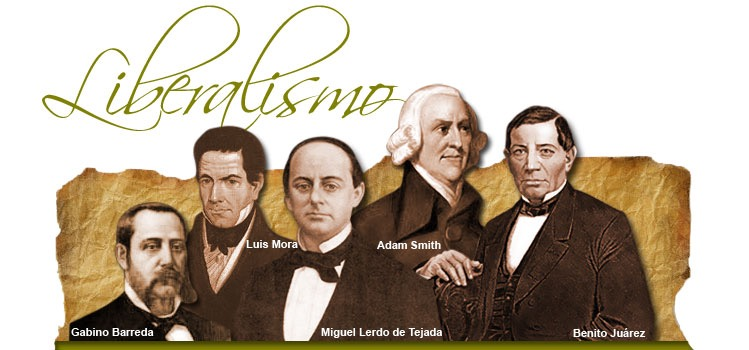 Liberalismo
Luis Mora
Adam Smith
Gabino Barreda
Miguel Lerdo de Tejada
Benito Juárez